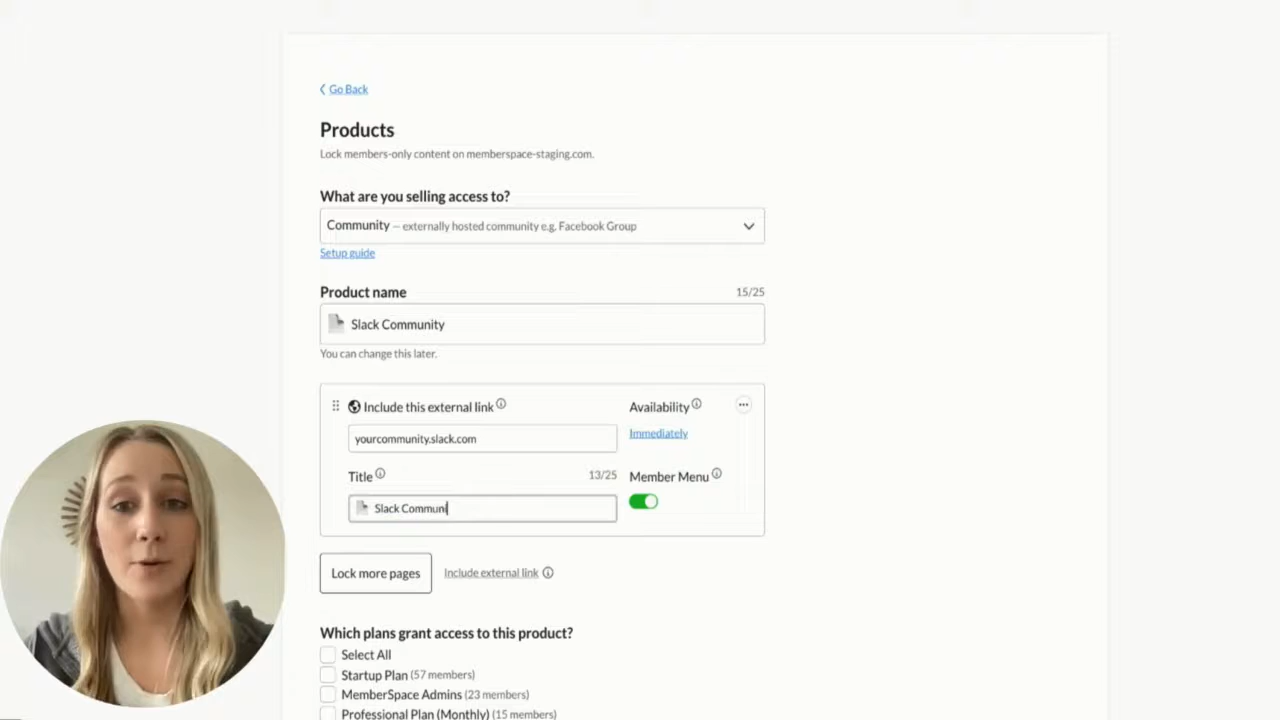 Go Back
Products
Lock members-only content on memberspace-staging.com.
What are you selling access to?
Community – externally hosted community e.g. Facebook Group
Setup guide
Product name 15/25
Slack Community
You can change this later.
Include this external link Availability
yourcommunity.slack.com Immediately
Title 13/25 Member Menu
Slack Communi
Lock more pages Include external link
Which plans grant access to this product?
Select All
Startup Plan (57 members)
MemberSpace Admins (23 members)
Professional Plan (Monthly) (15 members)